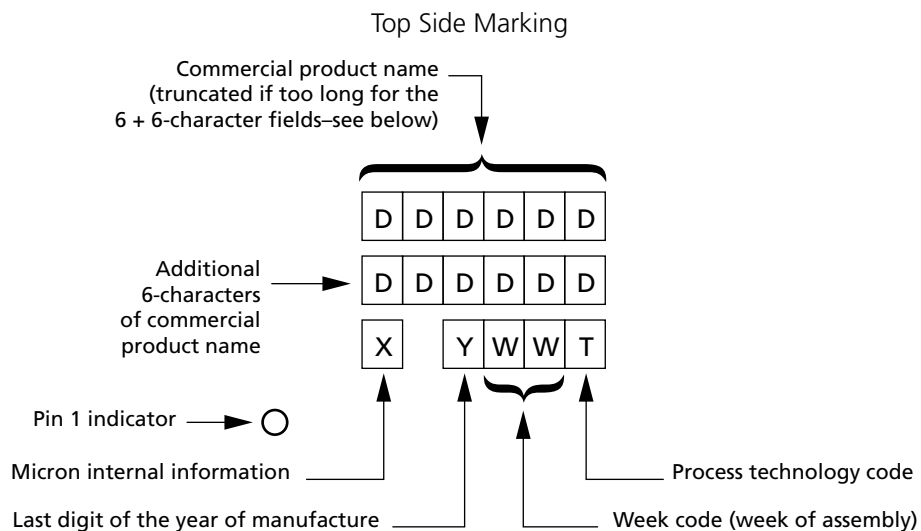 Top Side Marking
Commercial product name
(truncated if too long for the
6 + 6-character fields–see below)
D D D D D D
Additional
6-characters
of commercial
product name
D D D D D D
X Y W W T
Pin 1 indicator
Micron internal information
Process technology code
Last digit of the year of manufacture
Week code (week of assembly)